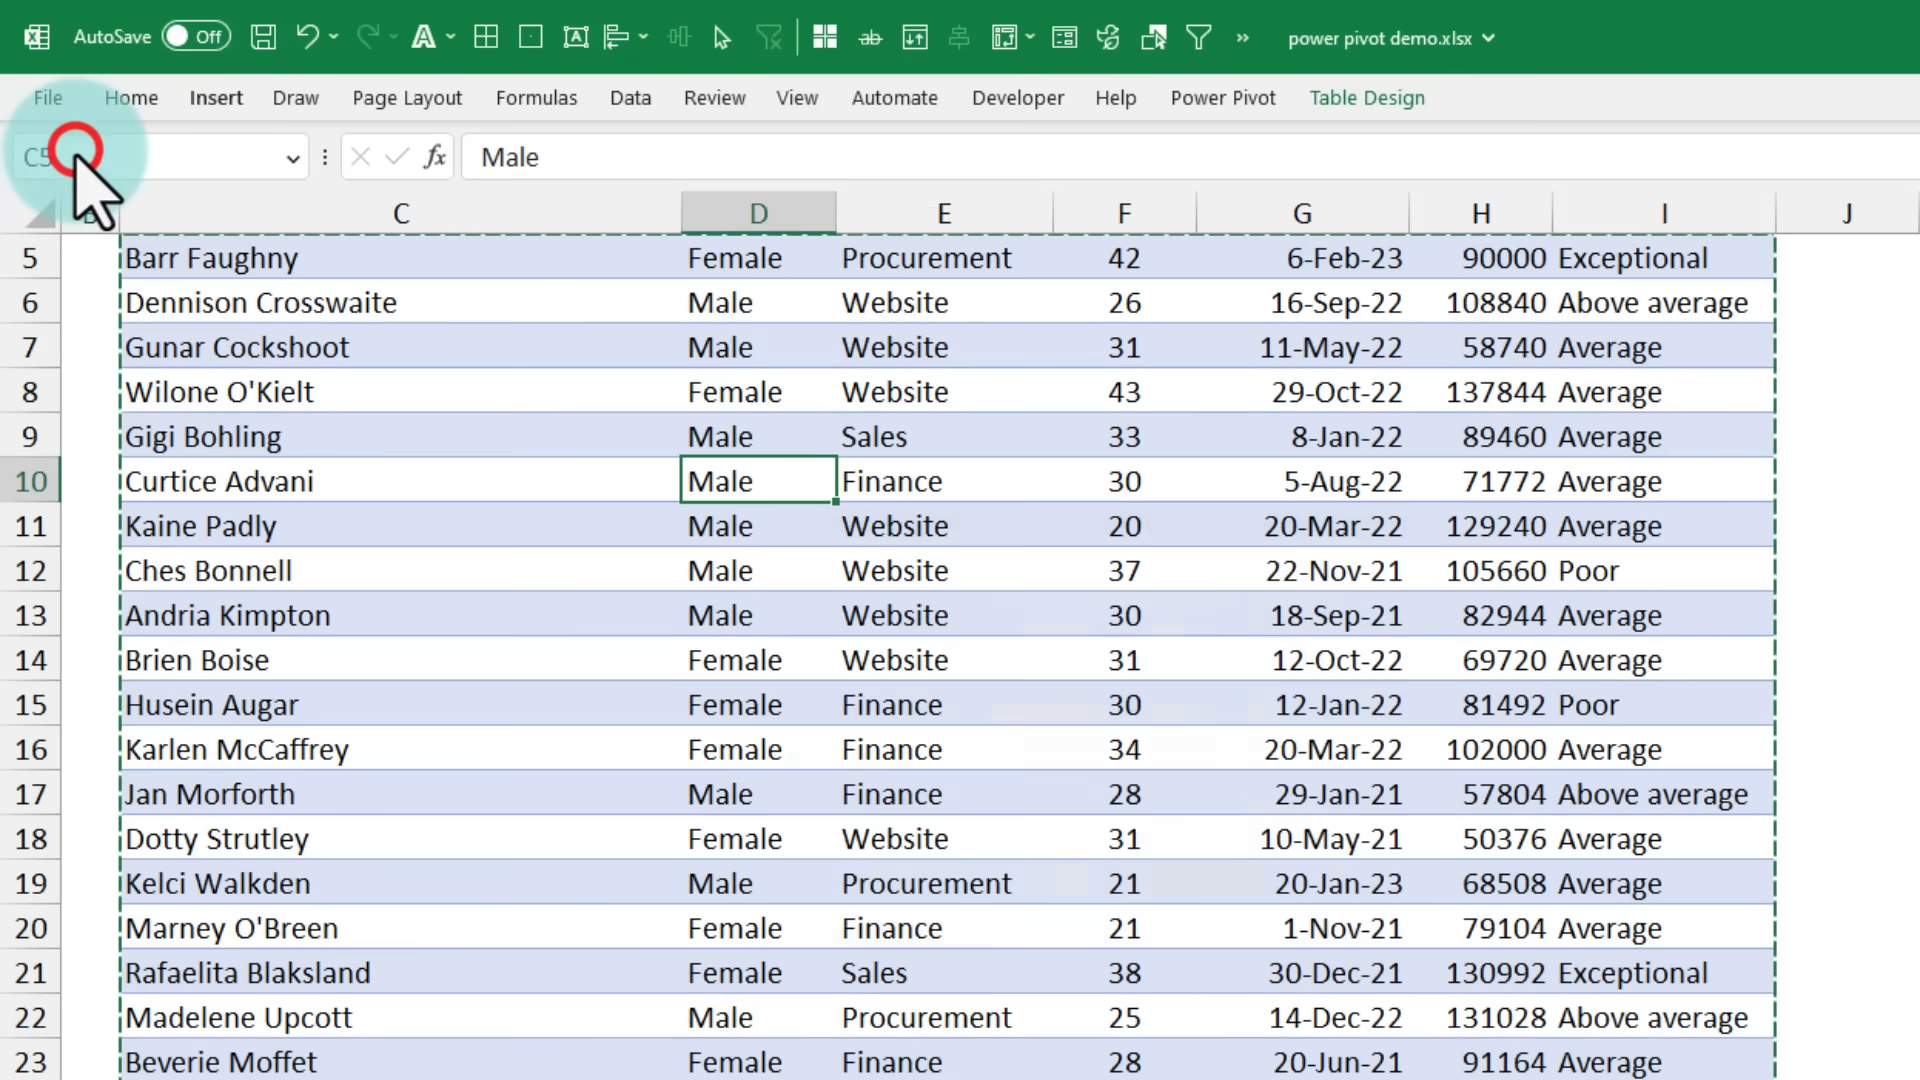 AutoSave Off power pivot demo.xlsx
File Home Insert Draw Page Layout Formulas Data Review View Automate Developer Help Power Pivot Table Design
C5 fx Male
C D E F G H I J
5 Barr Faughny Female Procurement 42 6-Feb-23 90000 Exceptional
6 Dennison Crosswaite Male Website 26 16-Sep-22 108840 Above average
7 Gunar Cockshoot Male Website 31 11-May-22 58740 Average
8 Wilone O'Kielt Female Website 43 29-Oct-22 137844 Average
9 Gigi Bohling Male Sales 33 8-Jan-22 89460 Average
10 Curtice Advani Male Finance 30 5-Aug-22 71772 Average
11 Kaine Padly Male Website 20 20-Mar-22 129240 Average
12 Ches Bonnell Male Website 37 22-Nov-21 105660 Poor
13 Andria Kimpton Male Website 30 18-Sep-21 82944 Average
14 Brien Boise Female Website 31 12-Oct-22 69720 Average
15 Husein Augar Female Finance 30 12-Jan-22 81492 Poor
16 Karlen McCaffrey Female Finance 34 20-Mar-22 102000 Average
17 Jan Morforth Male Finance 28 29-Jan-21 57804 Above average
18 Dotty Strutley Female Website 31 10-May-21 50376 Average
19 Kelci Walkden Male Procurement 21 20-Jan-23 68508 Average
20 Marney O'Breen Female Finance 21 1-Nov-21 79104 Average
21 Rafaelita Blaksland Female Sales 38 30-Dec-21 130992 Exceptional
22 Madelene Upcott Male Procurement 25 14-Dec-22 131028 Above average
23 Beverie Moffet Female Finance 28 20-Jun-21 91164 Average